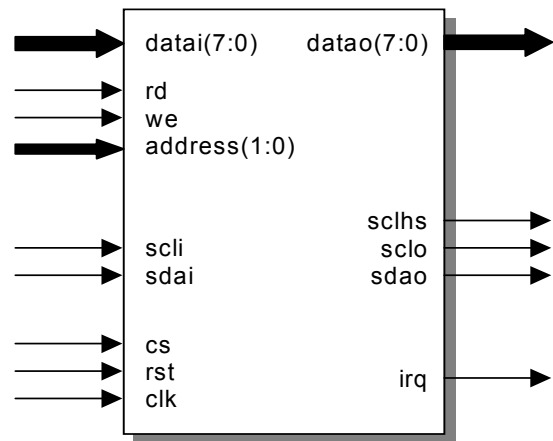 datai(7:0) datao(7:0)
rd
we
address(1:0)
sclhs
scli sclo
sdai sdao
cs
rst
irq
clk